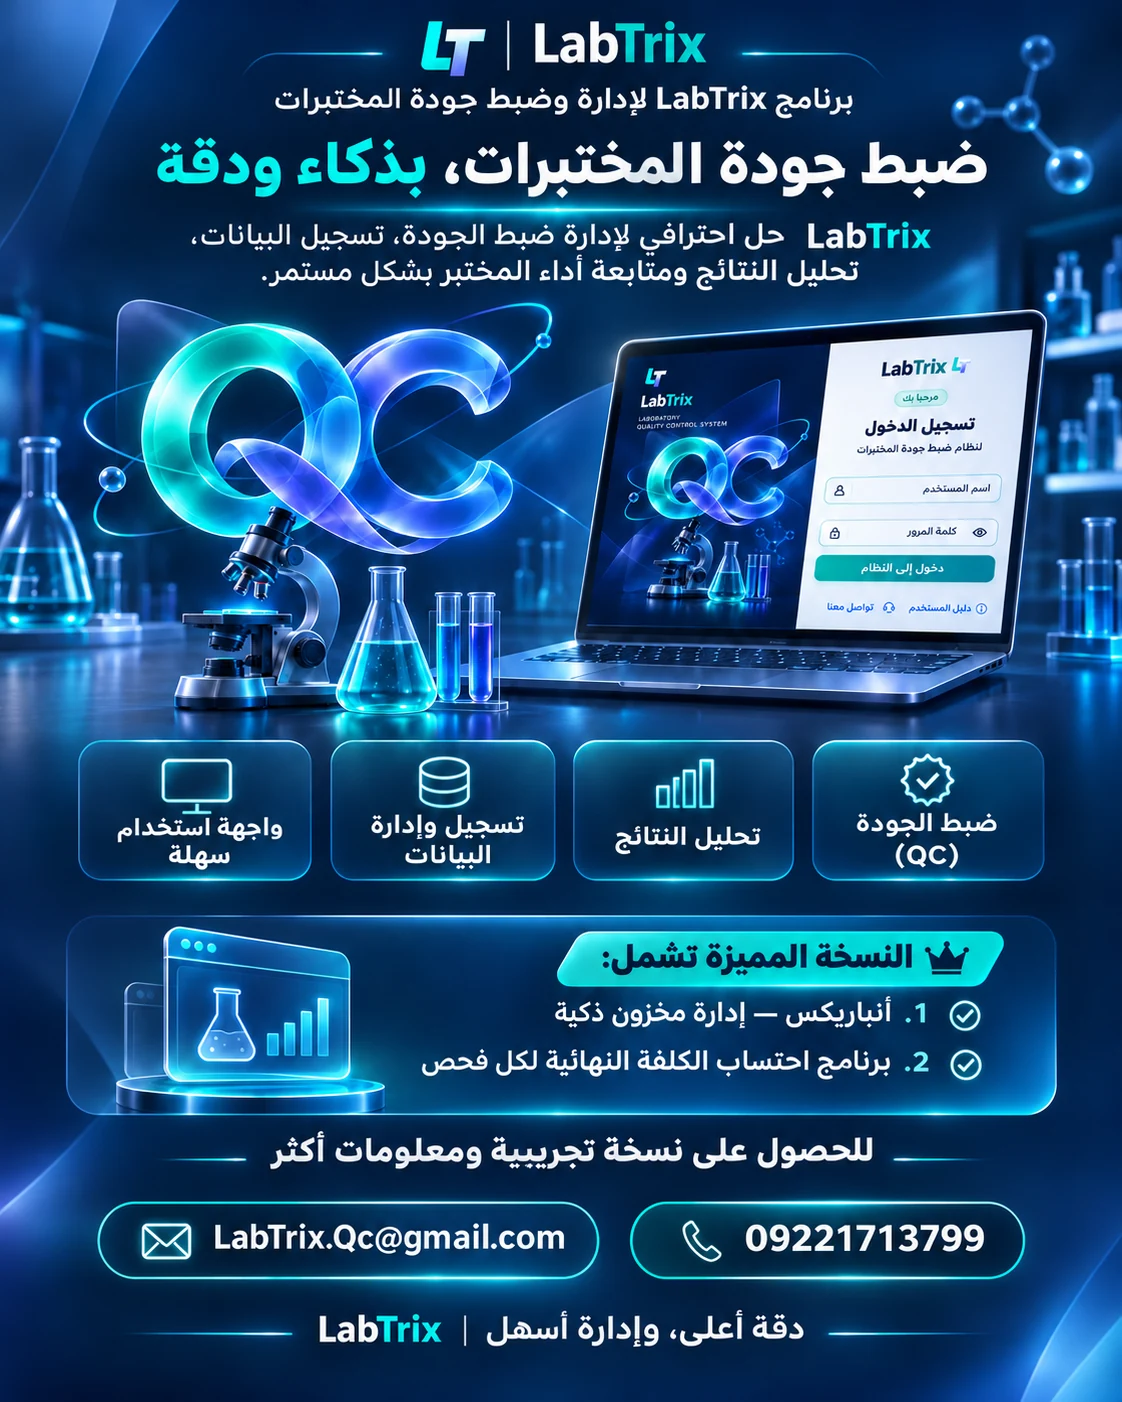 LT | LabTrix
برنامج LabTrix لإدارة وضبط جودة المختبرات
ضبط جودة المختبرات، بذكاء ودقة
LabTrix حل احترافي لإدارة ضبط الجودة، تسجيل البيانات،
تحليل النتائج ومتابعة أداء المختبر بشكل مستمر.
QC
LT
LabTrix
LABORATORY
QUALITY CONTROL SYSTEM
QC
LabTrix LT
مرحبا بك
تسجيل الدخول
لنظام ضبط جودة المختبرات
اسم المستخدم
كلمة المرور
دخول إلى النظام
دليل المستخدم
تواصل معنا
ضبط الجودة
(QC)
تحليل النتائج
تسجيل وإدارة
البيانات
واجهة استخدام
سهلة
النسخة المميزة تشمل:
1. أنباريكس — إدارة مخزون ذكية
2. برنامج احتساب الكلفة النهائية لكل فحص
للحصول على نسخة تجريبية ومعلومات أكثر
09221713799
LabTrix.Qc@gmail.com
دقة أعلى، وإدارة أسهل | LabTrix